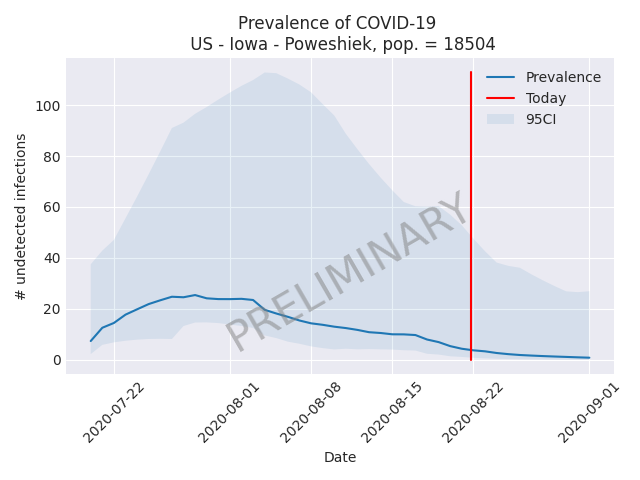 Prevalence of COVID-19
US - Iowa - Poweshiek, pop. = 18504
# undetected infections
100
80
60
40
20
0
Prevalence
Today
95CI
PRELIMINARY
2020-07-22
2020-08-01
2020-08-08
2020-08-15
2020-08-22
2020-09-01
Date